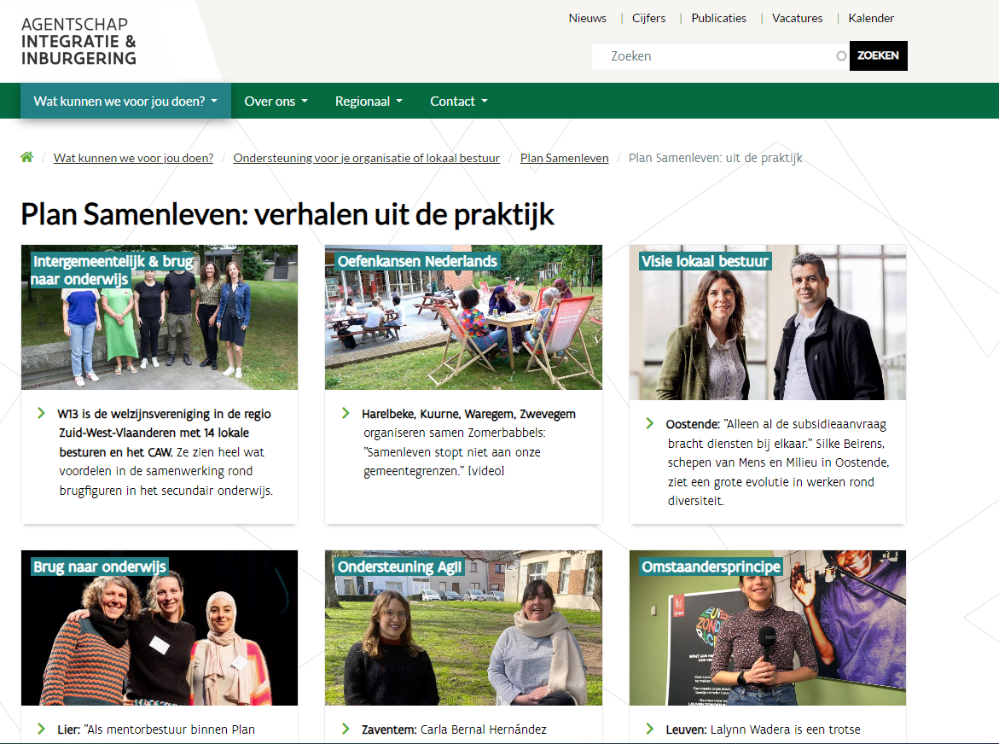 AGENTSCHAP
INTEGRATIE &
INBURGERING
Nieuws | Cijfers | Publicaties | Vacatures | Kalender
Zoeken
ZOEKEN
Wat kunnen we voor jou doen?
Over ons
Regionaal
Contact
/ Wat kunnen we voor jou doen? / Ondersteuning voor je organisatie of lokaal bestuur / Plan Samenleven / Plan Samenleven: uit de praktijk
Plan Samenleven: verhalen uit de praktijk
Intergemeentelijk & brug
naar onderwijs
W13 is de welzijnsvereniging in de regio
Zuid-West-Vlaanderen met 14 lokale
besturen en het CAW. Ze zien heel wat
voordelen in de samenwerking rond
brugfiguren in het secundair onderwijs.
Oefenkansen Nederlands
Harelbeke, Kuurne, Waregem, Zwevegem
organiseren samen Zomerbabbels:
"Samenleven stopt niet aan onze
gemeentegrenzen." [video]
Visie lokaal bestuur
Oostende: "Alleen al de subsidieaanvraag
bracht diensten bij elkaar." Silke Beirens,
schepen van Mens en Milieu in Oostende,
ziet een grote evolutie in werken rond
diversiteit.
Brug naar onderwijs
Lier: "Als mentorbestuur binnen Plan
Ondersteuning AgII
Zaventem: Carla Bernal Hernández
Omstaandersprincipe
LEUVEN
ZONDER
Leuven: Lalynn Wadera is een trotse